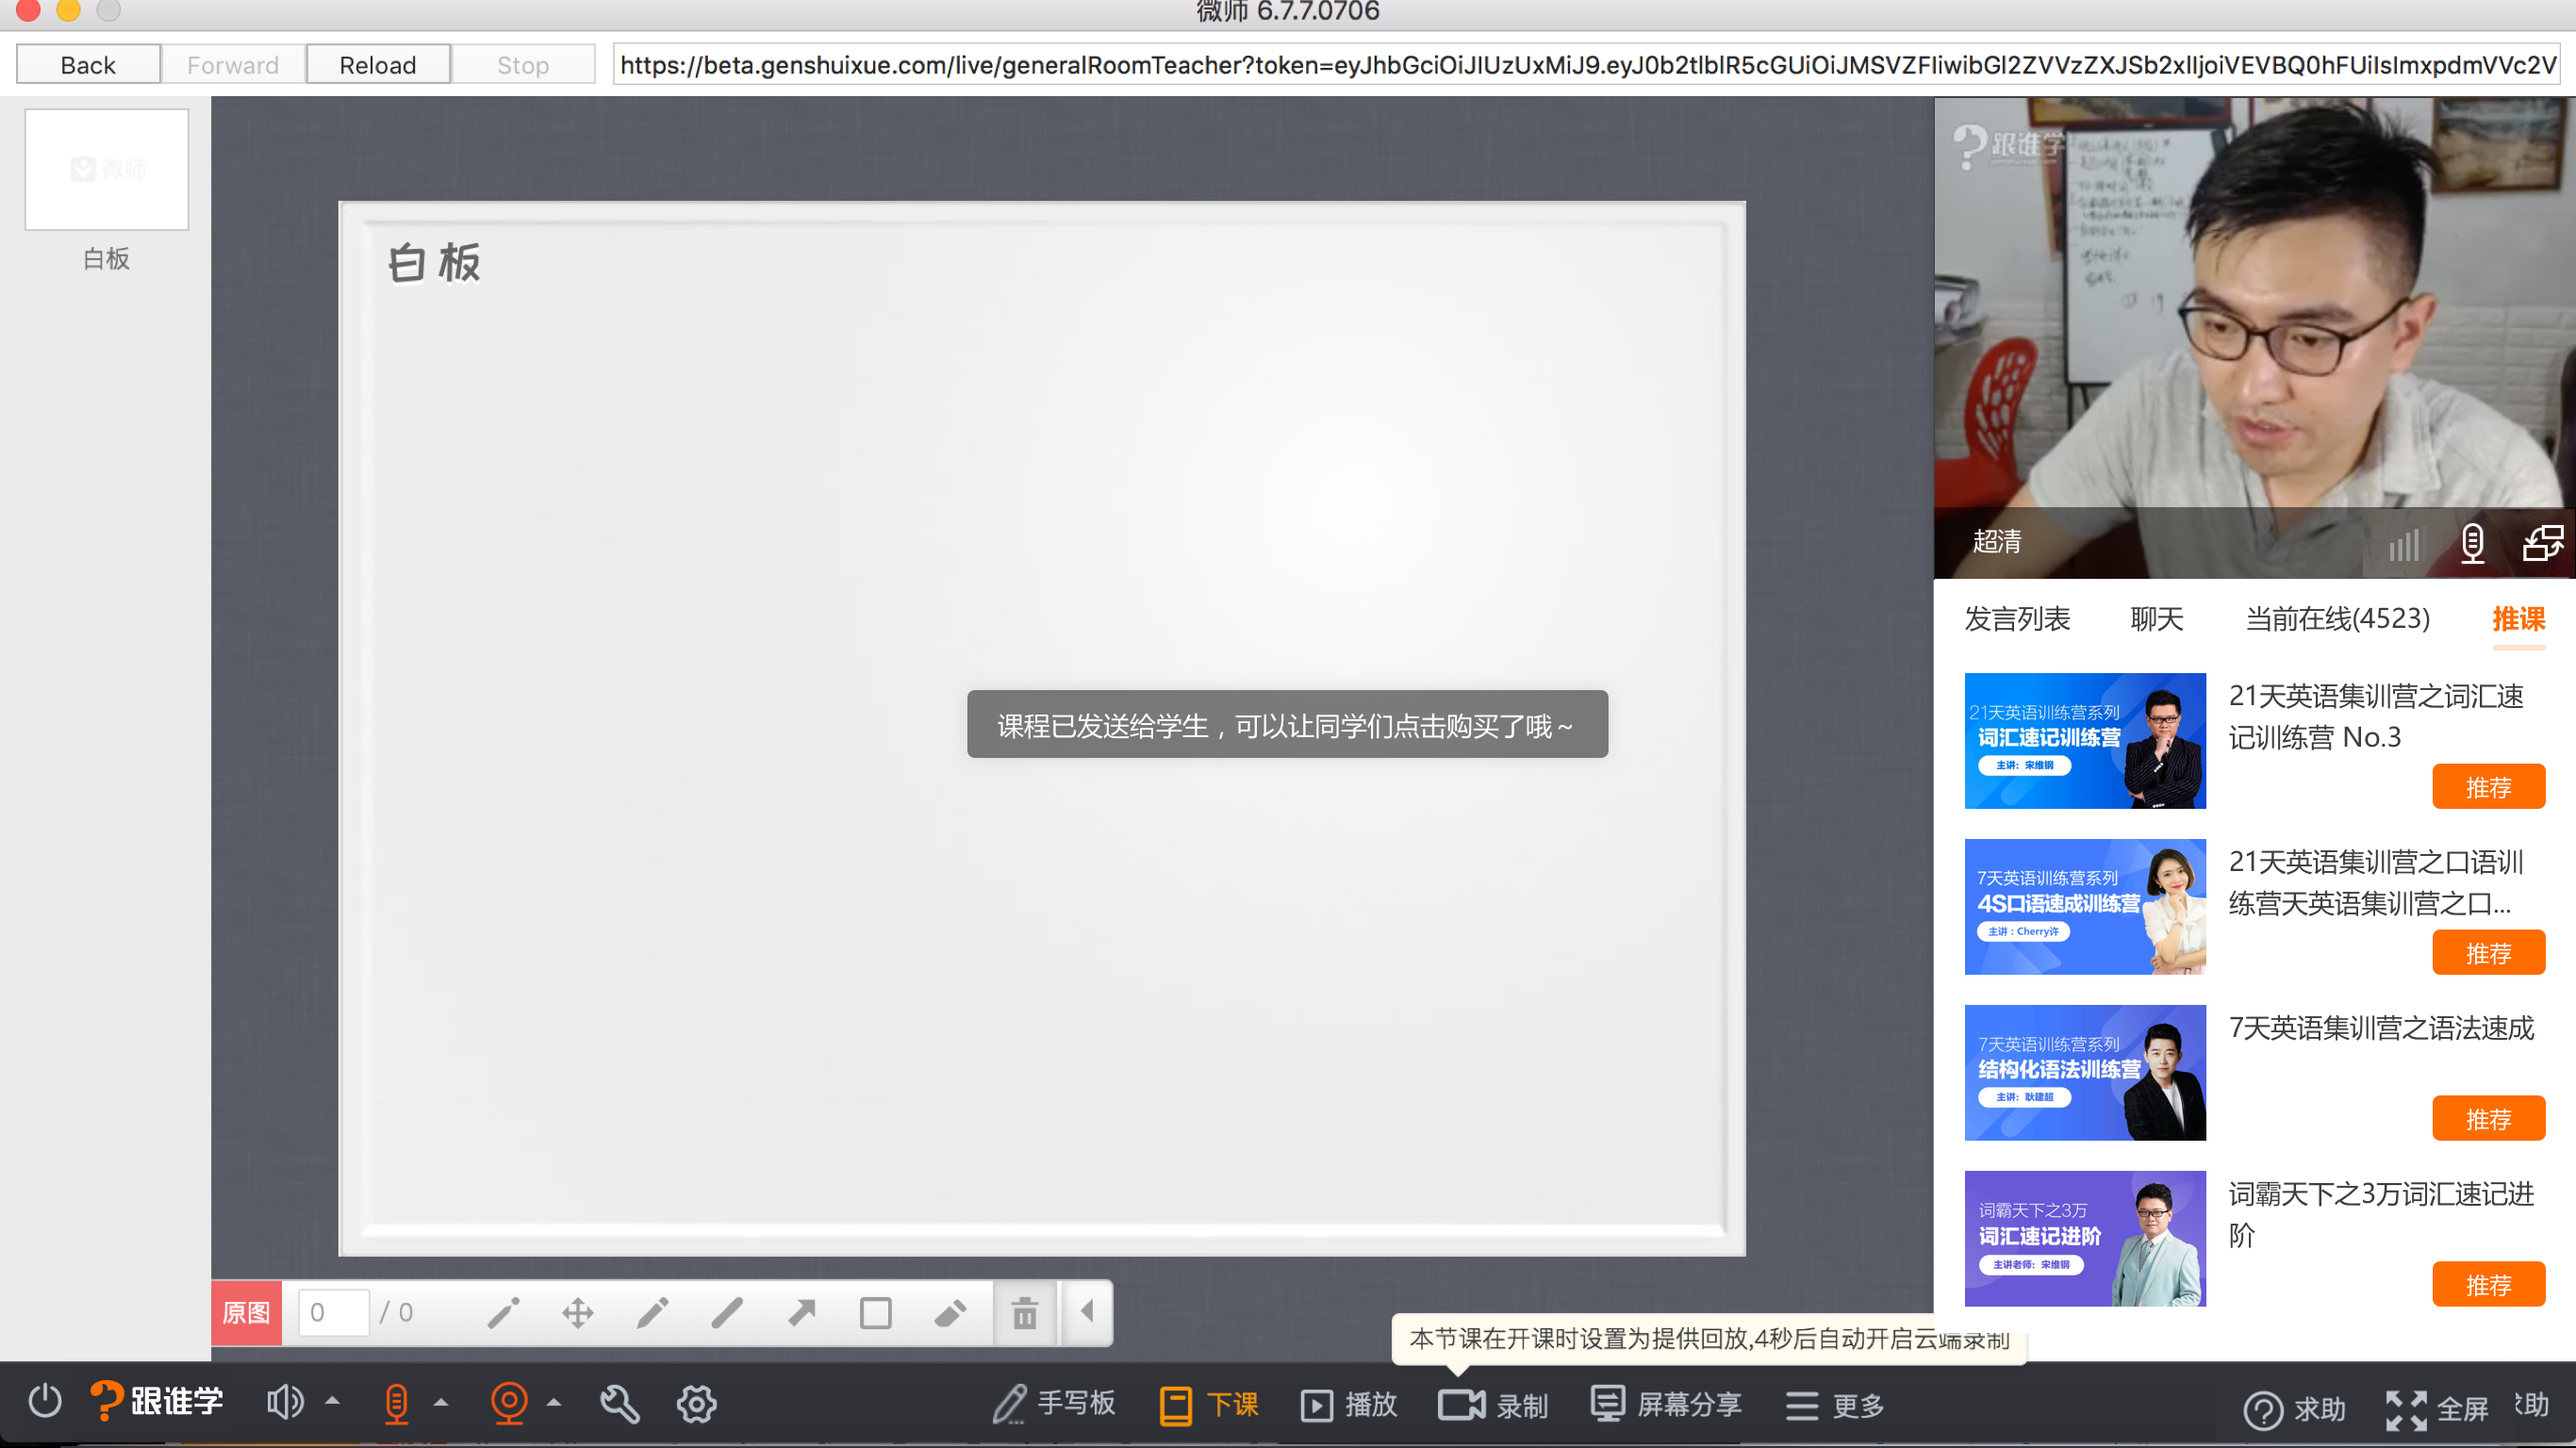 微师 6.7.7.0706
Back
Forward
Reload
Stop
https://beta.genshuixue.com/live/generalRoomTeacher?token=eyJhbGciOiJIUzUxMiJ9.eyJ0b2tlblR5cGUiOiJMSVZFIiwibGl2ZVVzZXJSb2xlIjoiVEVBQ0hFUiIsImxpdmVVc2V
微师
白板
白板
跟谁学
超清
发言列表
聊天
当前在线(4523)
推课
21天英语训练营系列
词汇速记训练营
主讲：宋维钢
21天英语集训营之词汇速
记训练营 No.3
推荐
课程已发送给学生，可以让同学们点击购买了哦～
7天英语训练营系列
4S口语速成训练营
主讲：Cherry许
21天英语集训营之口语训
练营天英语集训营之口...
推荐
7天英语训练营系列
结构化语法训练营
主讲：耿建超
7天英语集训营之语法速成
推荐
词霸天下之3万
词汇速记进阶
主讲老师：宋维钢
词霸天下之3万词汇速记进
阶
推荐
原图
0
/ 0
本节课在开课时设置为提供回放,4秒后自动开启云端录制
跟谁学
手写板
下课
播放
录制
屏幕分享
更多
求助
全屏
求助